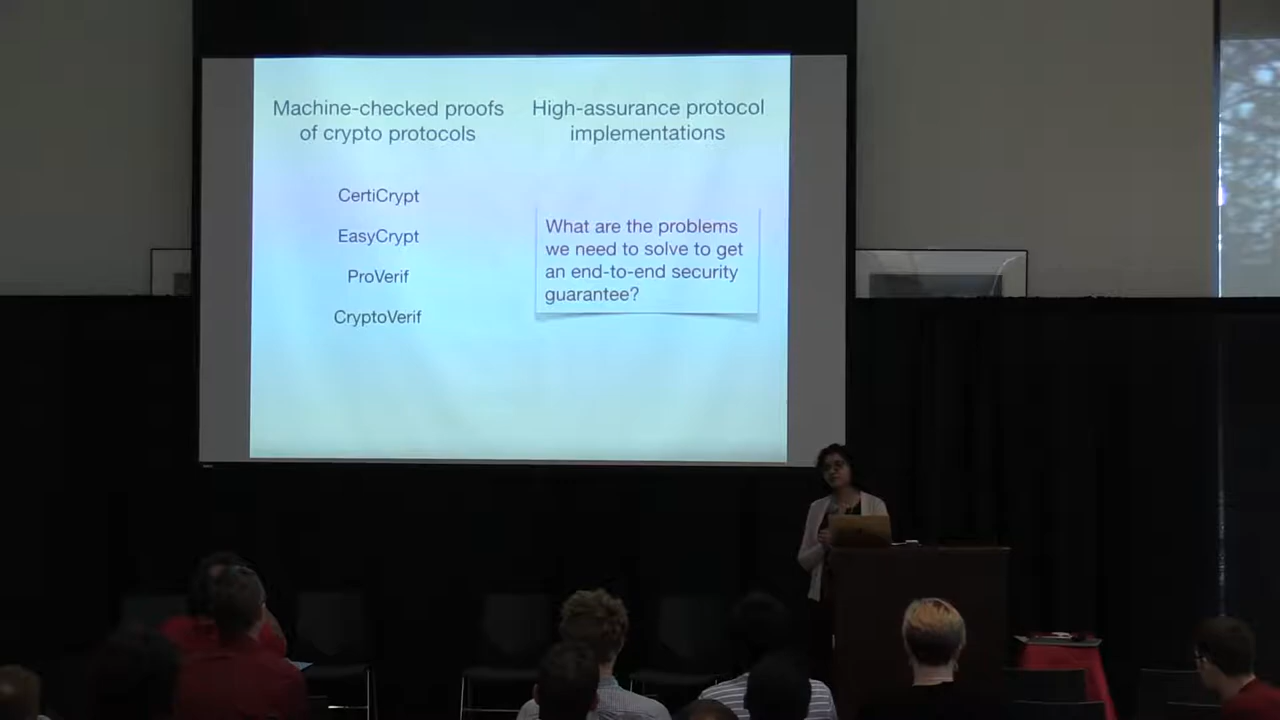 Machine-checked proofs
of crypto protocols
CertiCrypt
EasyCrypt
ProVerif
CryptoVerif
High-assurance protocol
implementations
What are the problems
we need to solve to get
an end-to-end security
guarantee?